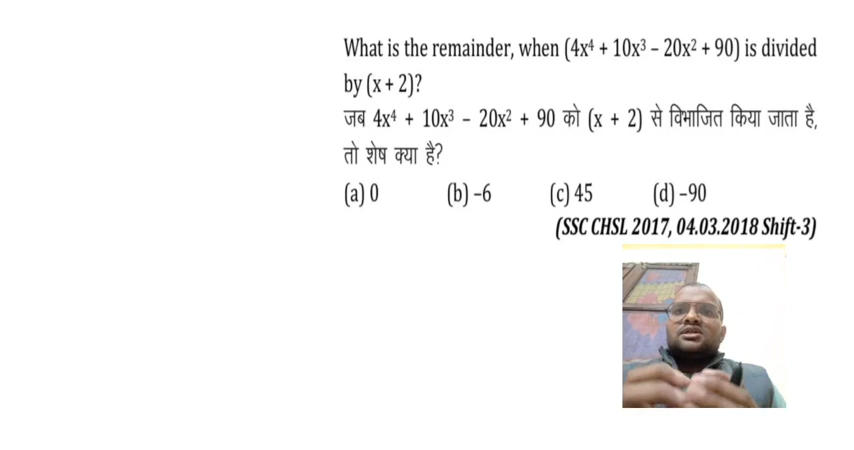 What is the remainder, when (4x⁴ + 10x³ – 20x² + 90) is divided
by (x + 2)?
जब 4x⁴ + 10x³ – 20x² + 90 को (x + 2) से विभाजित किया जाता है,
तो शेष क्या है?
(a) 0 (b) –6 (c) 45 (d) –90
(SSC CHSL 2017, 04.03.2018 Shift-3)